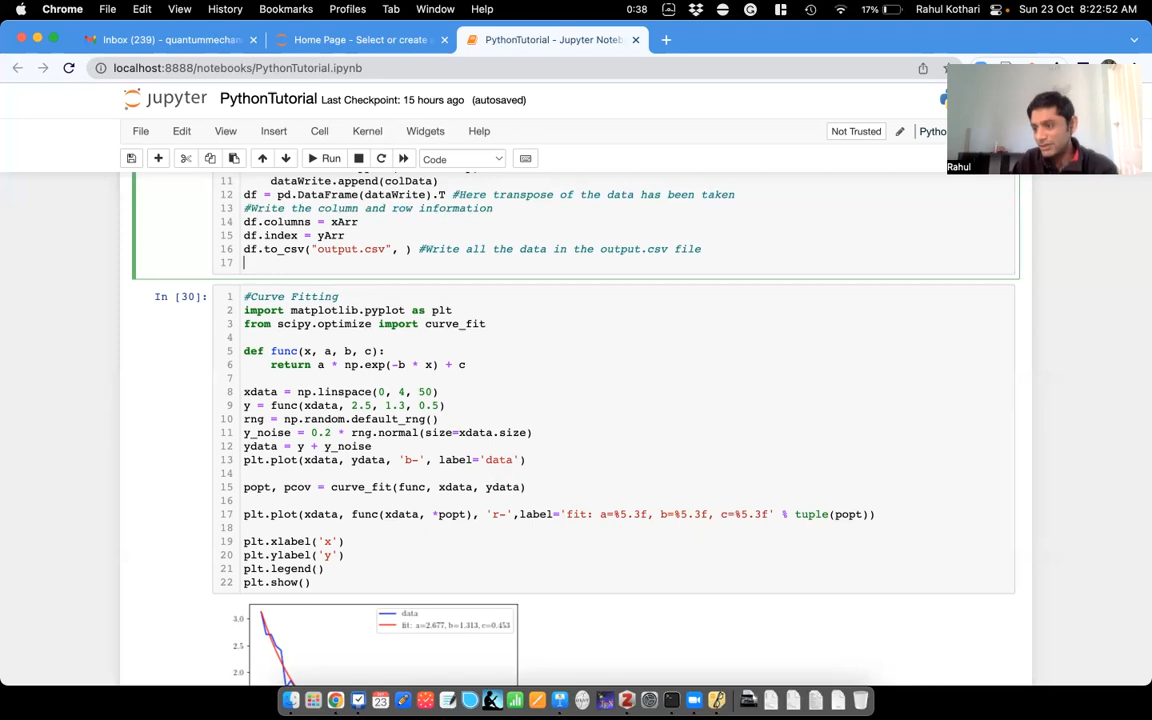 Chrome File Edit View History Bookmarks Profiles Tab Window Help 0:38 17% Rahul Kothari Sun 23 Oct 8:22:52 AM
Inbox (239) - quantummechan Home Page - Select or create a PythonTutorial - Jupyter Noteb
localhost:8888/notebooks/PythonTutorial.ipynb
jupyter PythonTutorial Last Checkpoint: 15 hours ago (autosaved)
File Edit View Insert Cell Kernel Widgets Help Not Trusted Pytho
Rahul
Run Code
11 dataWrite.append(colData)
12 df = pd.DataFrame(dataWrite).T #Here transpose of the data has been taken
13 #Write the column and row information
14 df.columns = xArr
15 df.index = yArr
16 df.to_csv("output.csv", ) #Write all the data in the output.csv file
17
In [30]:
1 #Curve Fitting
2 import matplotlib.pyplot as plt
3 from scipy.optimize import curve_fit
4
5 def func(x, a, b, c):
6 return a * np.exp(-b * x) + c
7
8 xdata = np.linspace(0, 4, 50)
9 y = func(xdata, 2.5, 1.3, 0.5)
10 rng = np.random.default_rng()
11 y_noise = 0.2 * rng.normal(size=xdata.size)
12 ydata = y + y_noise
13 plt.plot(xdata, ydata, 'b-', label='data')
14
15 popt, pcov = curve_fit(func, xdata, ydata)
16
17 plt.plot(xdata, func(xdata, *popt), 'r-',label='fit: a=%5.3f, b=%5.3f, c=%5.3f' % tuple(popt))
18
19 plt.xlabel('x')
20 plt.ylabel('y')
21 plt.legend()
22 plt.show()
data
fit: a=2.677, b=1.313, c=0.453
3.0
2.5
2.0